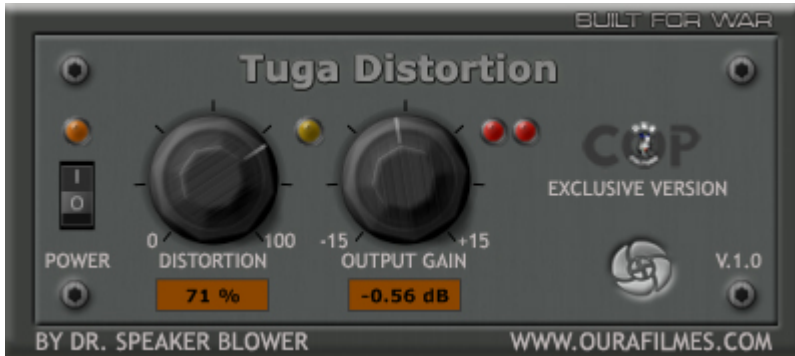 BUILT FOR WAR
Tuga Distortion
I
O
COP
EXCLUSIVE VERSION
0 100 -15 +15
POWER DISTORTION OUTPUT GAIN V.1.0
71 % -0.56 dB
BY DR. SPEAKER BLOWER WWW.OURAFILMES.COM